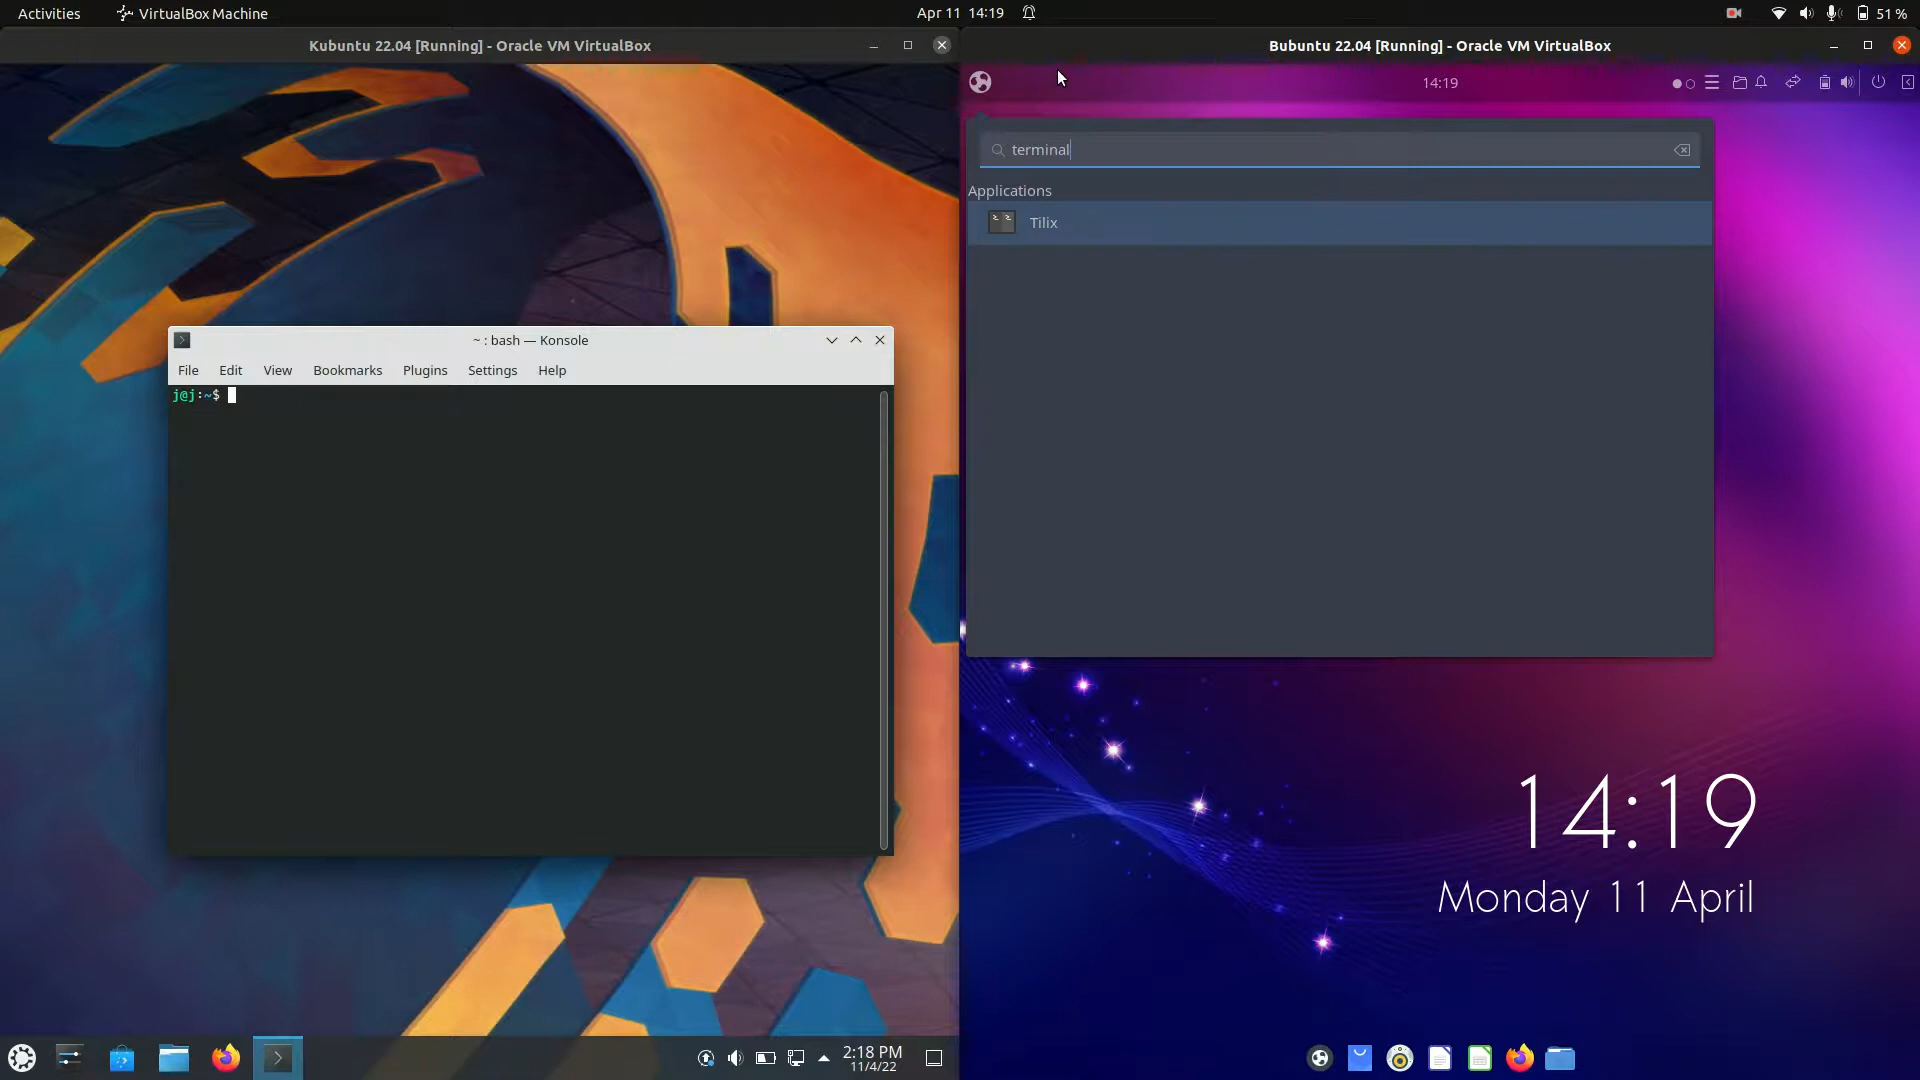 Activities
VirtualBox Machine
Apr 11 14:19
51 %
Kubuntu 22.04 [Running] - Oracle VM VirtualBox
~ : bash — Konsole
File Edit View Bookmarks Plugins Settings Help
j@j:~$
2:18 PM
11/4/22
Bubuntu 22.04 [Running] - Oracle VM VirtualBox
14:19
terminal
Applications
Tilix
14:19
Monday 11 April